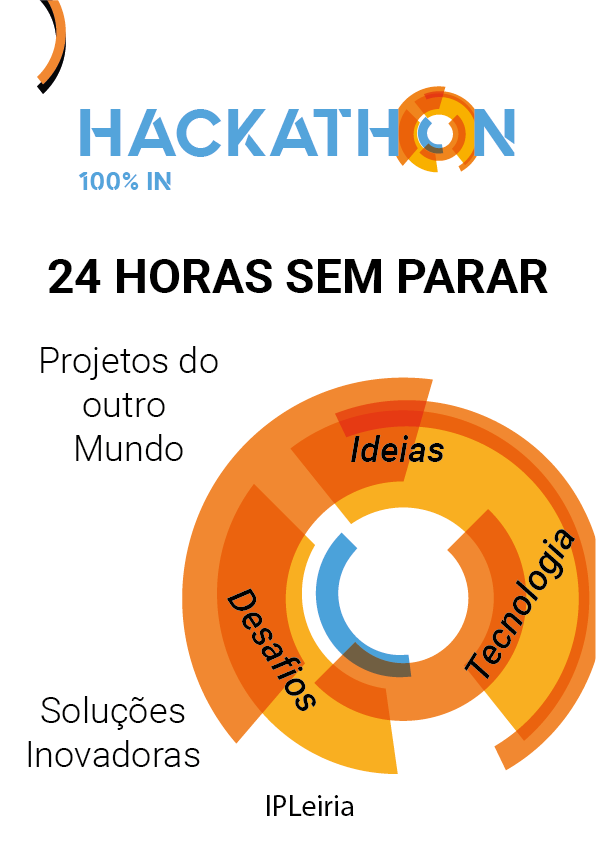 HACKATHON
100% IN
24 HORAS SEM PARAR
Projetos do
outro
Mundo
Ideias
Tecnologia
Desafios
Soluções
Inovadoras
IPLeiria